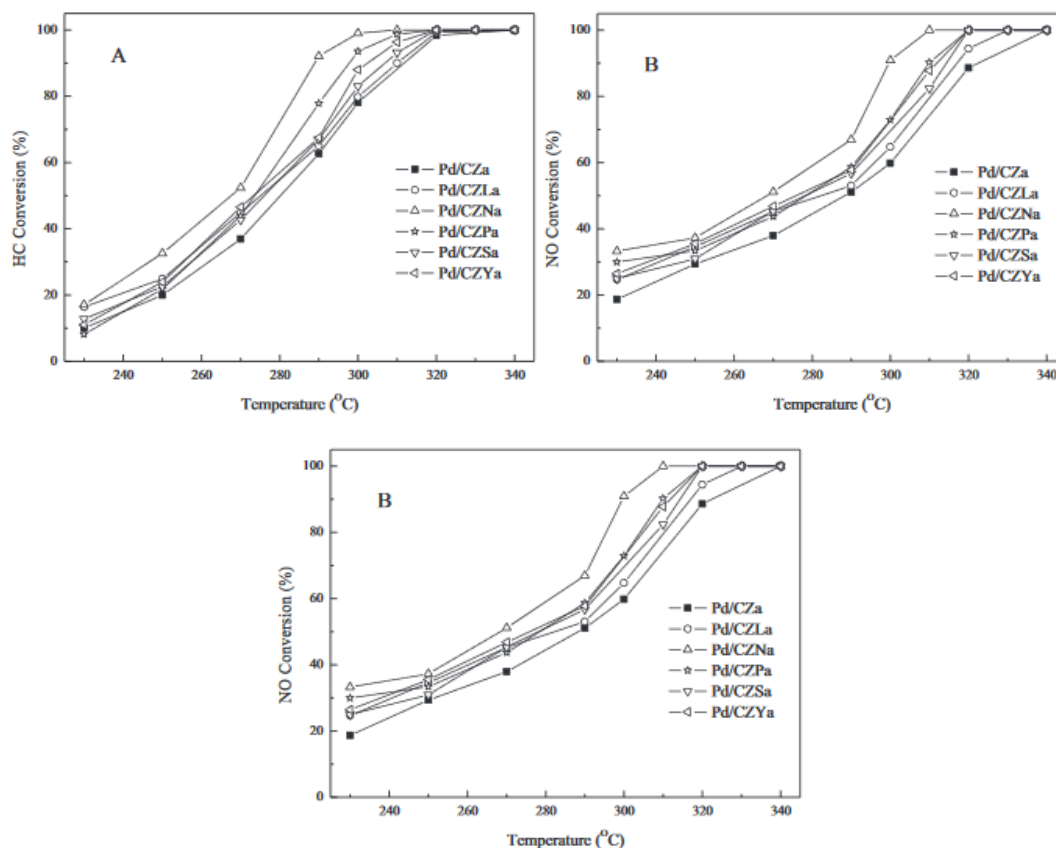 A
HC Conversion (%)
100
80
60
40
20
0
Pd/CZa
Pd/CZLa
Pd/CZNa
Pd/CZPa
Pd/CZSa
Pd/CZYa
240 260 280 300 320 340
Temperature (°C)
B
NO Conversion (%)
100
80
60
40
20
0
Pd/CZa
Pd/CZLa
Pd/CZNa
Pd/CZPa
Pd/CZSa
Pd/CZYa
240 260 280 300 320 340
Temperature (°C)
B
NO Conversion (%)
100
80
60
40
20
0
Pd/CZa
Pd/CZLa
Pd/CZNa
Pd/CZPa
Pd/CZSa
Pd/CZYa
240 260 280 300 320 340
Temperature (°C)